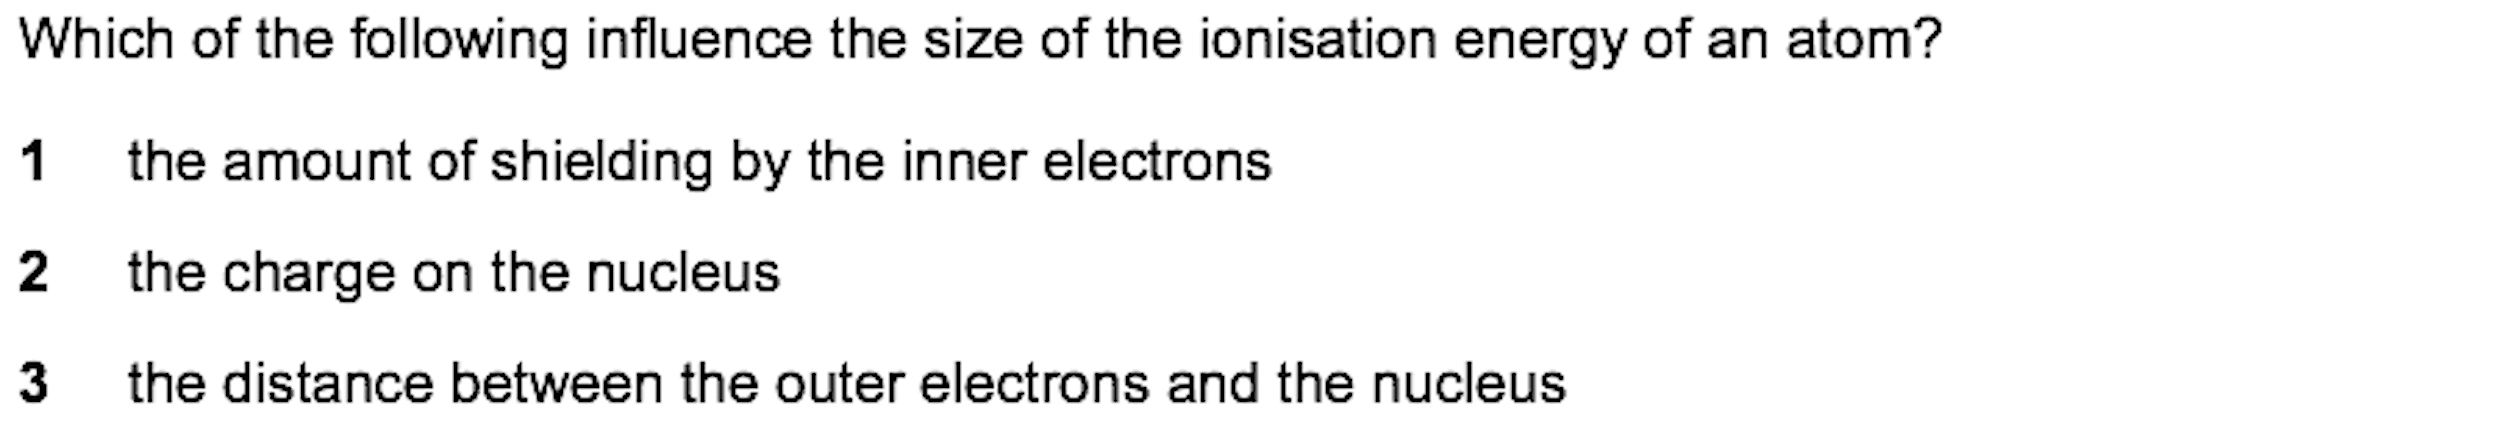 Which of the following influence the size of the ionisation energy of an atom?
1 the amount of shielding by the inner electrons
2 the charge on the nucleus
3 the distance between the outer electrons and the nucleus